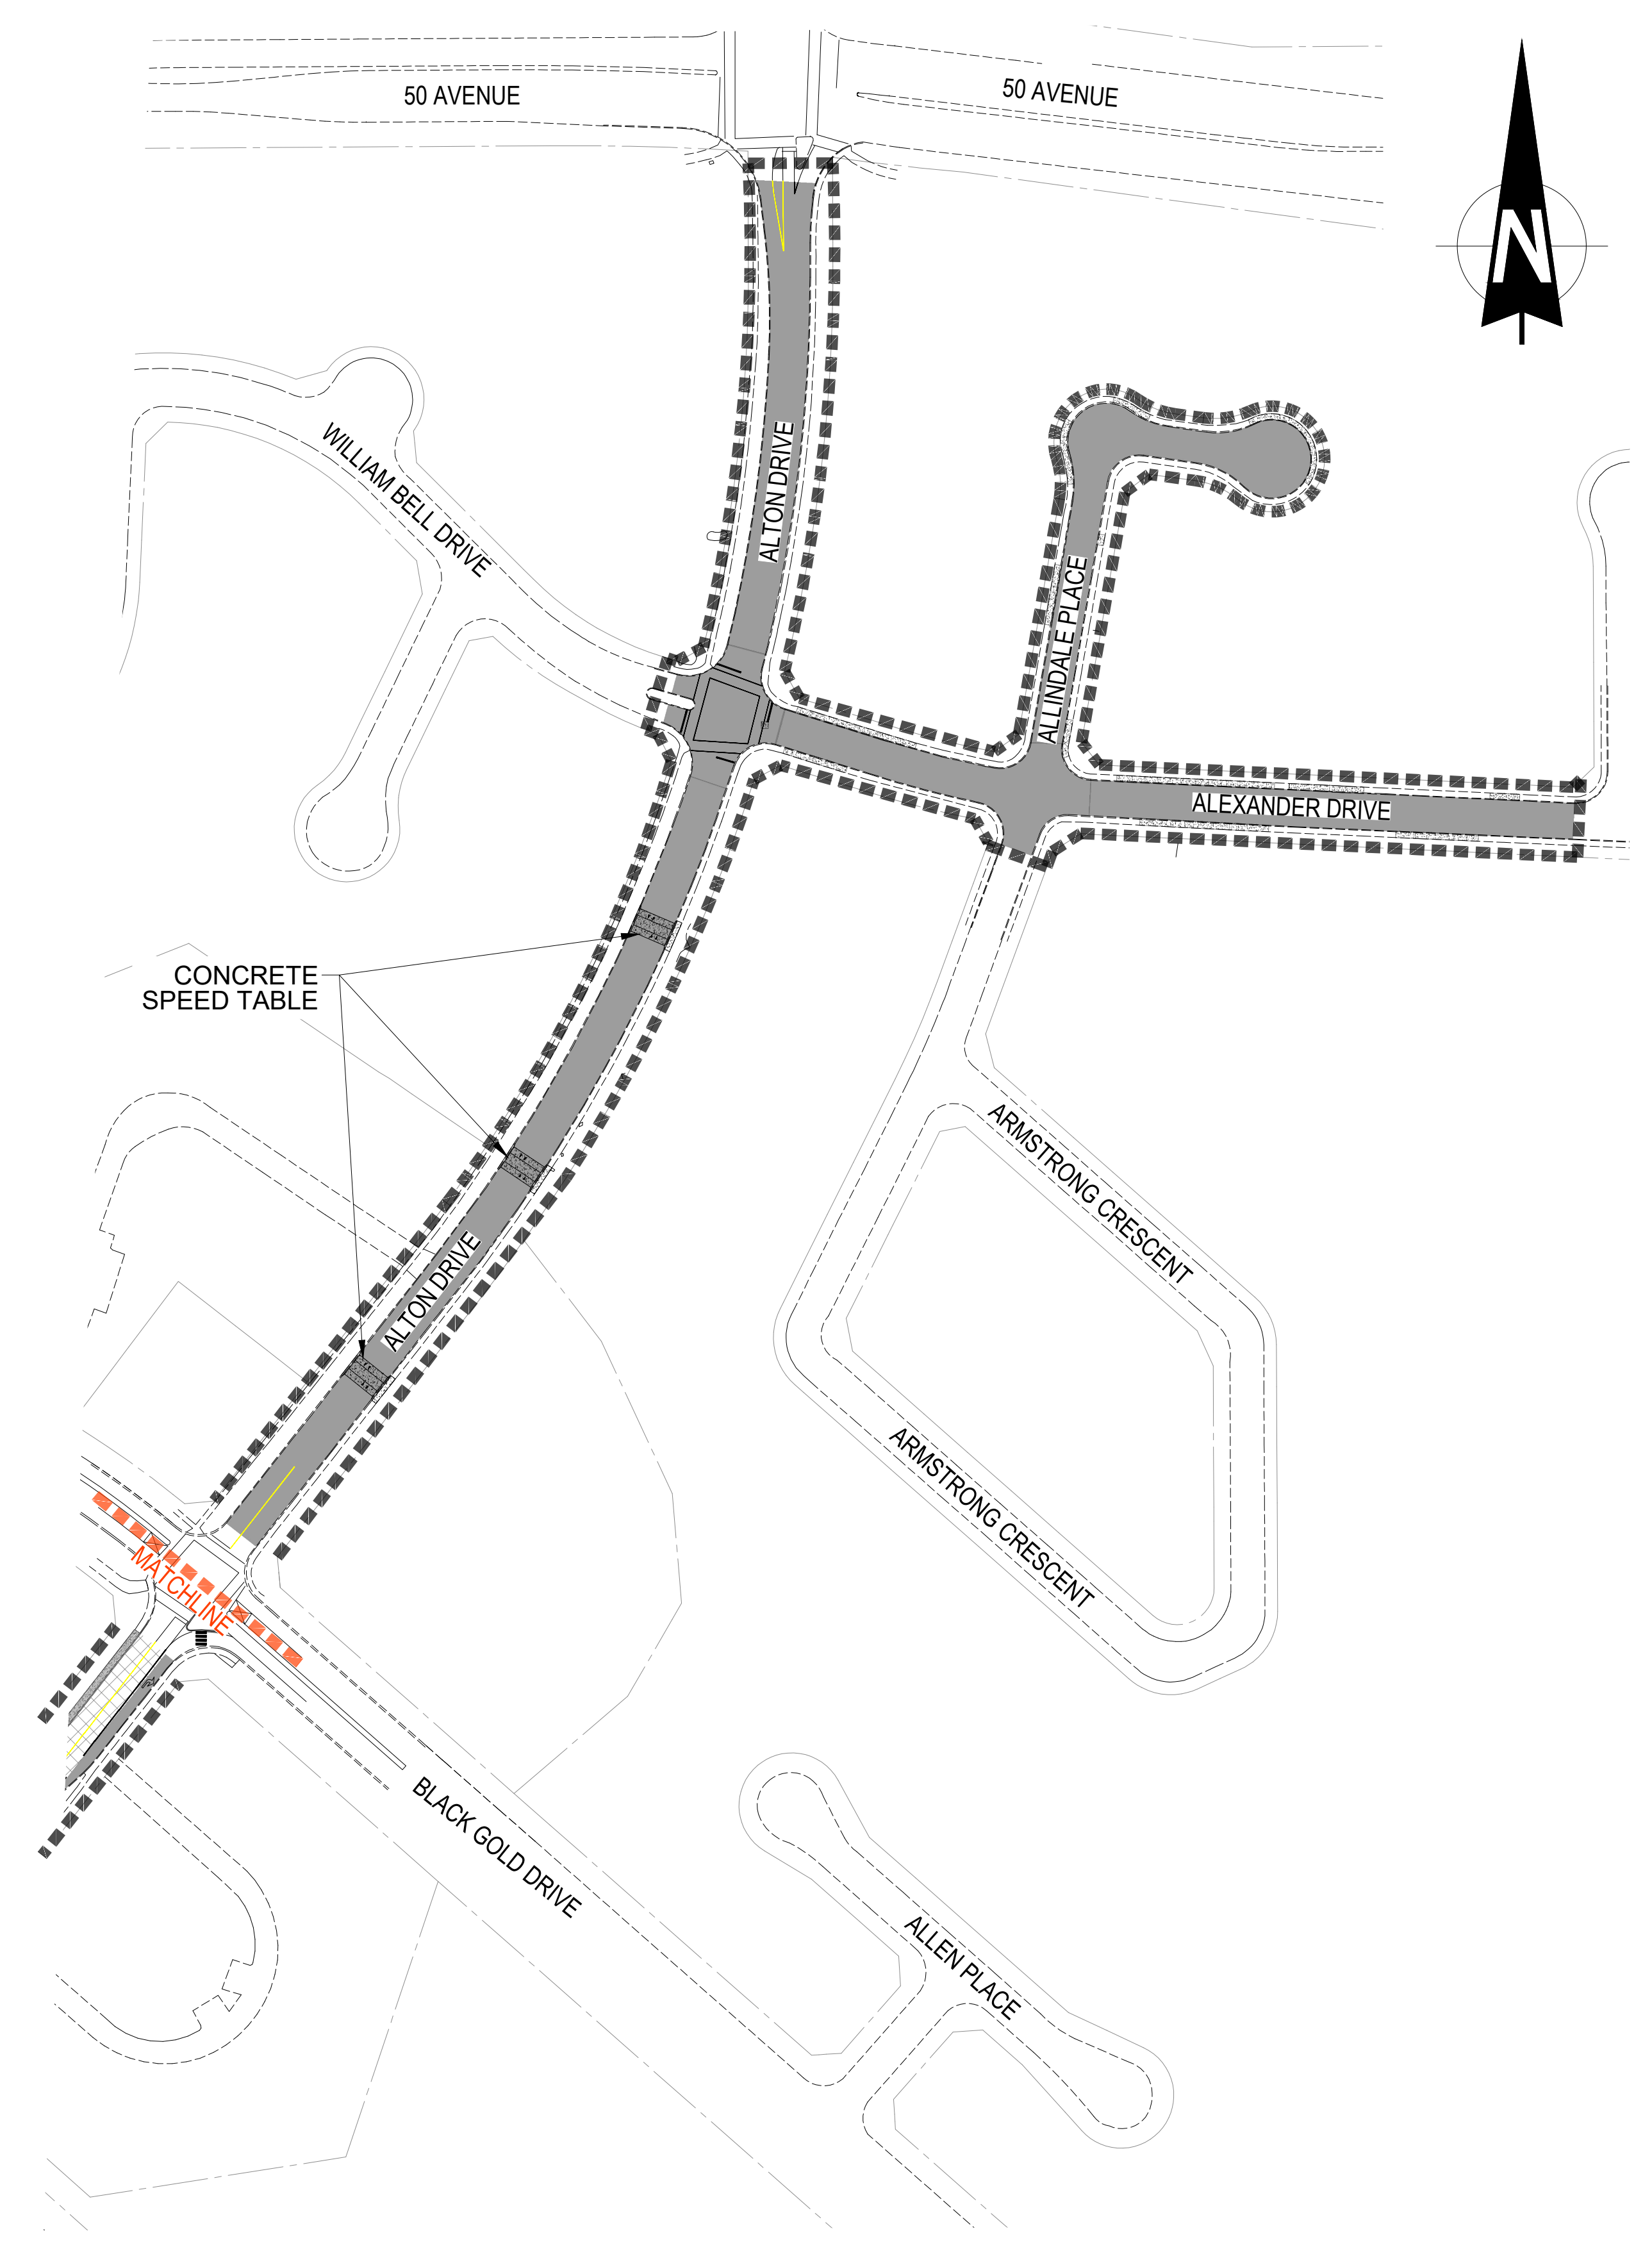 50 AVENUE
50 AVENUE
N
WILLIAM BELL DRIVE
ALTON DRIVE
ALLINDALE PLACE
ALEXANDER DRIVE
CONCRETE
SPEED TABLE
ARMSTRONG CRESCENT
ALTON DRIVE
ARMSTRONG CRESCENT
MATCHLINE
BLACK GOLD DRIVE
ALLEN PLACE